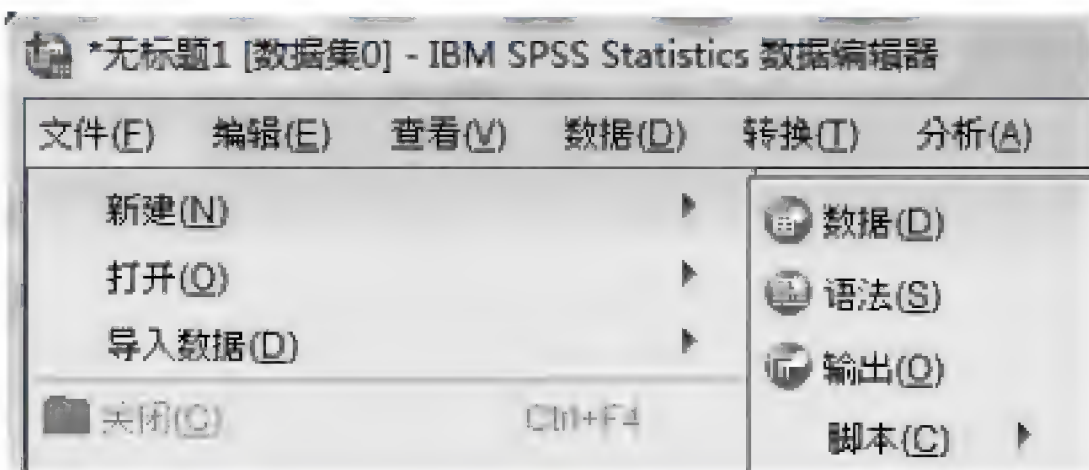 *无标题1 [数据集0] - IBM SPSS Statistics 数据编辑器
文件(F) 编辑(E) 查看(V) 数据(D) 转换(T) 分析(A)
新建(N)
打开(O)
导入数据(D)
关闭(C) Ctrl+F4
数据(D)
语法(S)
输出(O)
脚本(C)